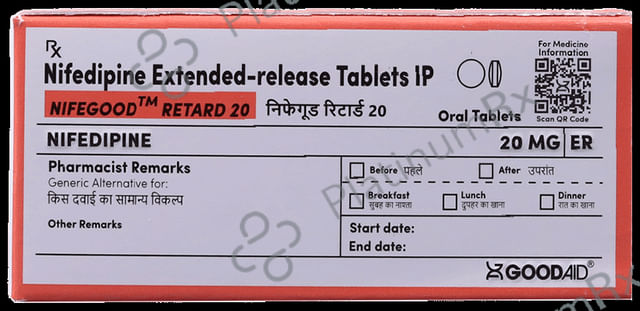 Rx
For Medicine
Information
Nifedipine Extended-release Tablets IP
NIFEGOOD™ RETARD 20 निफेगूड रिटार्ड 20
Oral Tablets
Scan QR Code
NIFEDIPINE 20 MG ER
Pharmacist Remarks
Generic Alternative for:
किस दवाई का सामान्य विकल्प
Other Remarks
Before पहले After उपरांत
Breakfast Lunch Dinner
सुबह का नाश्ता दुपहर का खाना रात का खाना
Start date:
End date:
GOODAID®
PlatinumRx